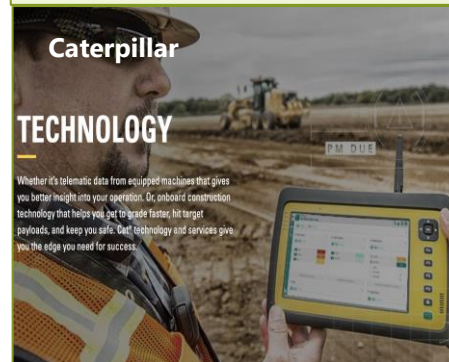 Caterpillar
TECHNOLOGY
PM DUE
Whether it's telematic data from equipped machines that gives
you better insight into your operation. Or, onboard construction
technology that helps you get to grade faster, hit target
payloads, and keep you safe. Cat® technology and services give
you the edge you need for success.